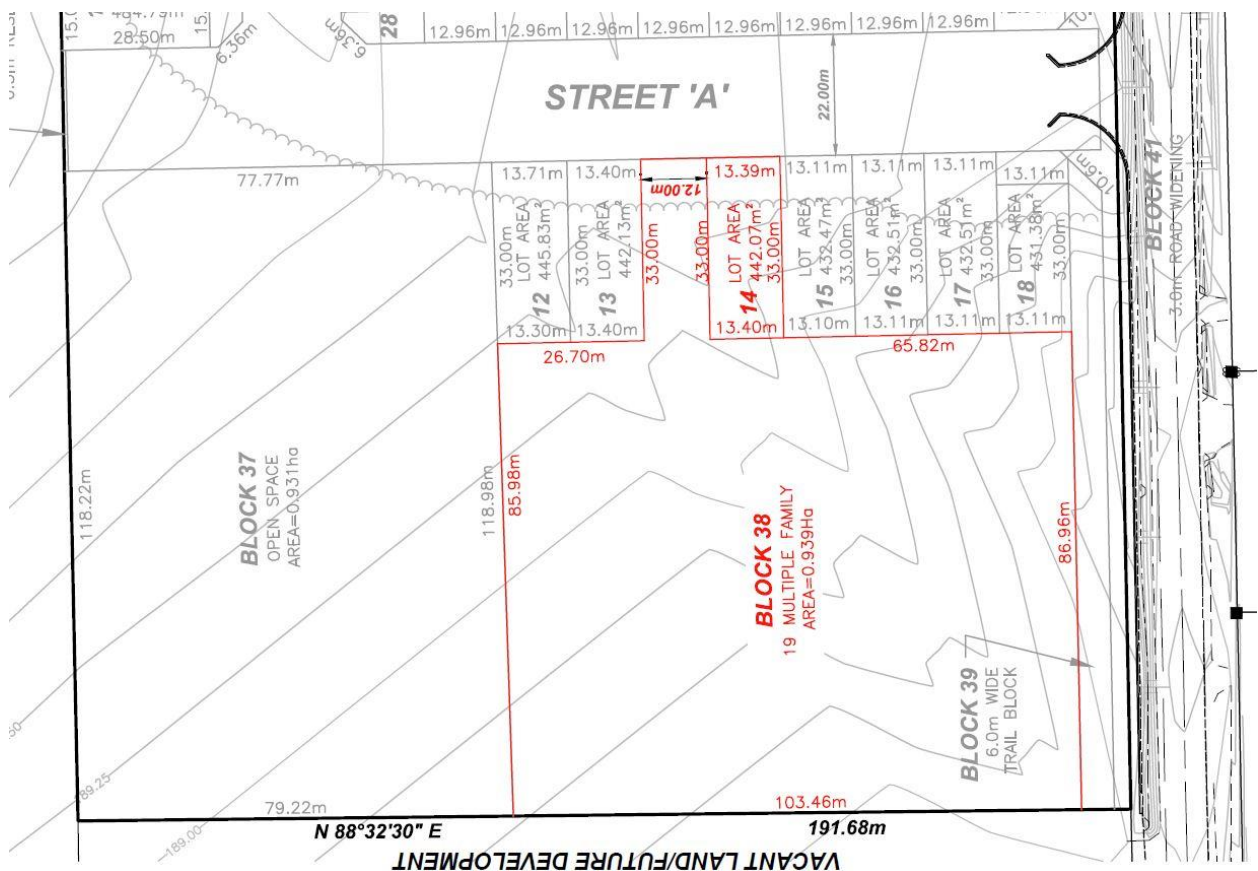 28.50m
6.36m
6.36m
28
12.96m
12.96m
12.96m
12.96m
12.96m
12.96m
12.96m
12.96m
STREET 'A'
22.00m
77.77m
13.71m
13.40m
12.00m
13.39m
13.11m
13.11m
13.11m
13.11m
10.6m
33.00m
12 LOT AREA 445.83m²
33.00m
13 LOT AREA 442.13m²
33.00m
33.00m
14 LOT AREA 442.07m²
33.00m
15 LOT AREA 432.47m²
33.00m
16 LOT AREA 432.51m²
33.00m
17 LOT AREA 432.51m²
33.00m
18 LOT AREA 431.38m²
33.00m
13.30m
13.40m
13.40m
13.10m
13.11m
13.11m
13.11m
26.70m
65.82m
BLOCK 41
3.0m ROAD WIDENING
118.22m
BLOCK 37
OPEN SPACE
AREA=0.931ha
118.98m
85.98m
BLOCK 38
19 MULTIPLE FAMILY
AREA=0.939Ha
86.96m
BLOCK 39
6.0m WIDE
TRAIL BLOCK
189.25
189.00
79.22m
103.46m
N 88°32'30" E
191.68m
VACANT LAND/FUTURE DEVELOPMENT